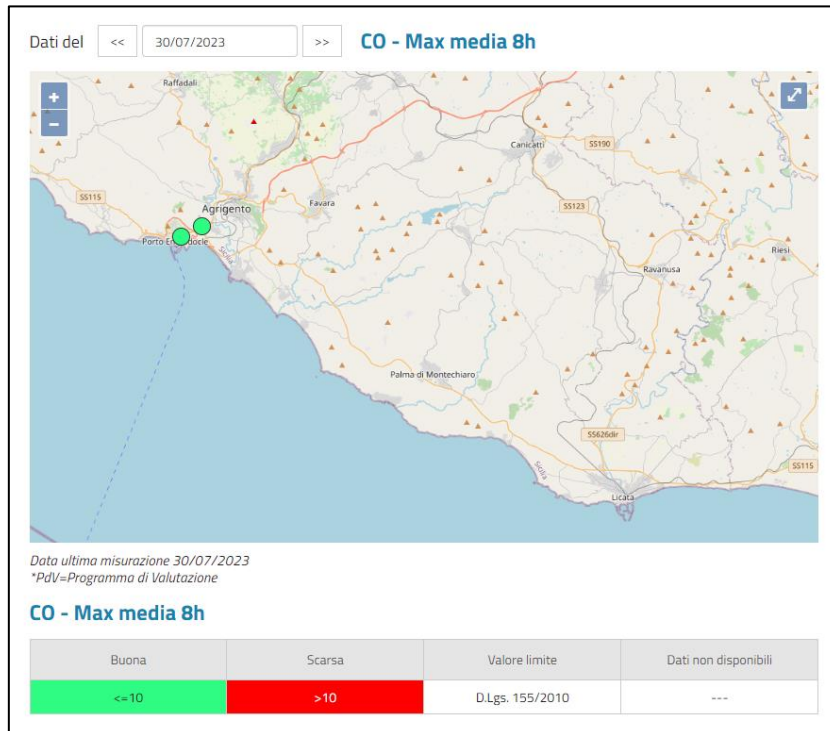 Dati del << 30/07/2023 >> CO - Max media 8h
+
−
Raffadali
Canicattì
SS190
SS115
Agrigento
Favara
SS123
Porto Empedocle
Sicilia
Riesi
Ravanusa
Palma di Montechiaro
SS626dir
Sicilia
SS115
Licata
Data ultima misurazione 30/07/2023
*PdV=Programma di Valutazione
CO - Max media 8h
Buona Scarsa Valore limite Dati non disponibili
<=10 >10 D.Lgs. 155/2010 ---